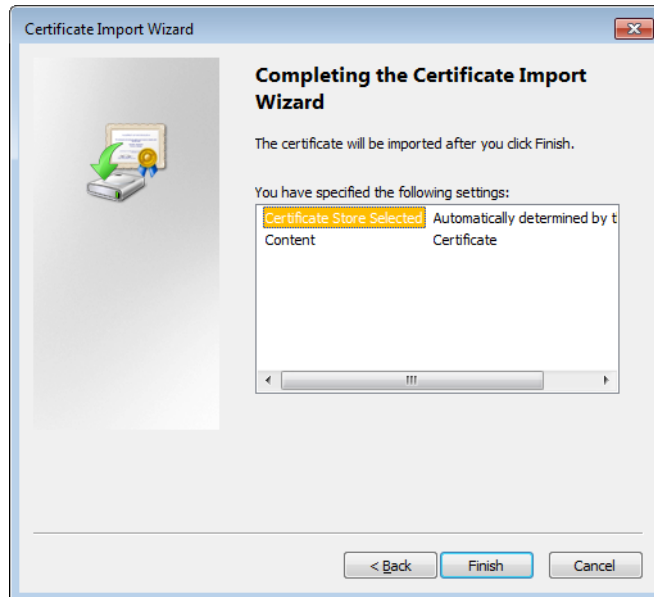 Certificate Import Wizard
Completing the Certificate Import
Wizard
The certificate will be imported after you click Finish.
You have specified the following settings:
Certificate Store Selected Automatically determined by t
Content Certificate
< Back Finish Cancel